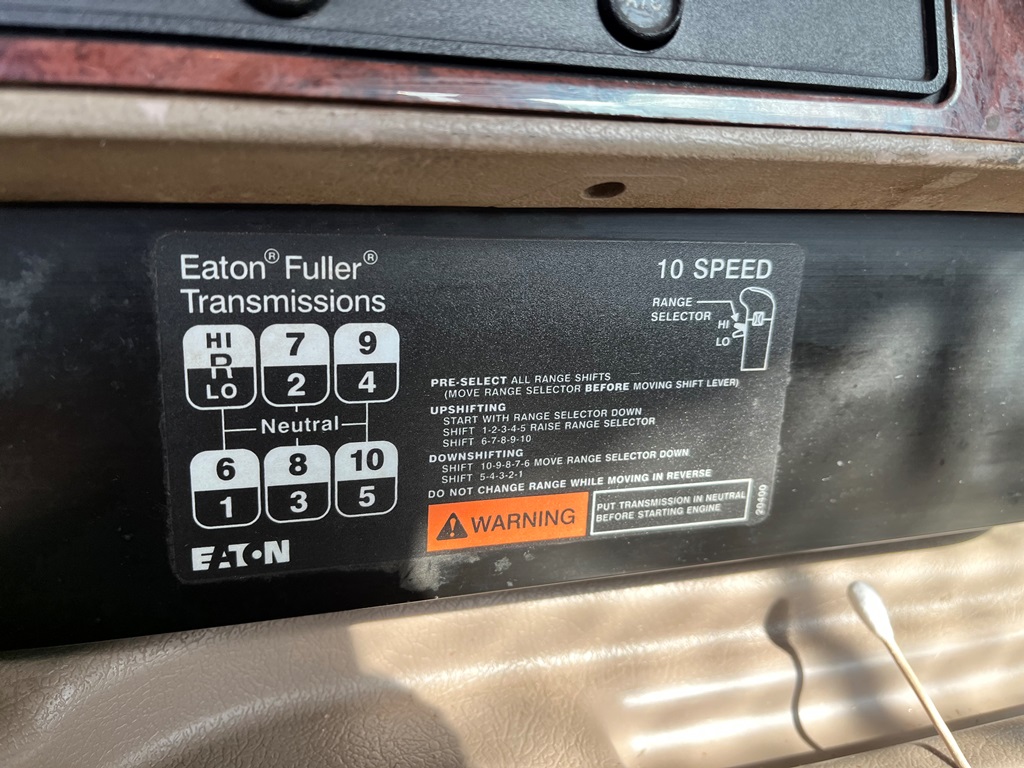 Eaton® Fuller®
Transmissions
10 SPEED
RANGE
SELECTOR
HI
LO
HI
R
LO
7
2
9
4
Neutral
6
1
8
3
10
5
EATON
PRE-SELECT ALL RANGE SHIFTS
(MOVE RANGE SELECTOR BEFORE MOVING SHIFT LEVER)
UPSHIFTING
START WITH RANGE SELECTOR DOWN
SHIFT 1-2-3-4-5 RAISE RANGE SELECTOR
SHIFT 6-7-8-9-10
DOWNSHIFTING
SHIFT 10-9-8-7-6 MOVE RANGE SELECTOR DOWN
SHIFT 5-4-3-2-1
DO NOT CHANGE RANGE WHILE MOVING IN REVERSE
WARNING
PUT TRANSMISSION IN NEUTRAL
BEFORE STARTING ENGINE
20400